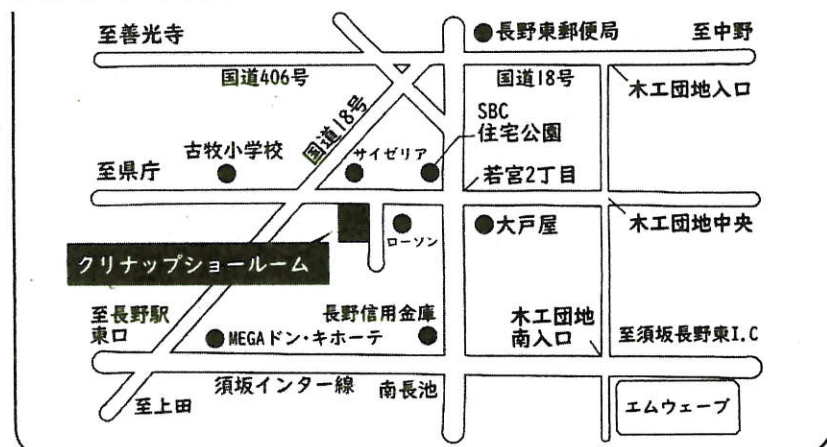 至善光寺
長野東郵便局
至中野
国道406号
国道18号
木工団地入口
国道18号
SBC
住宅公園
古牧小学校
サイゼリア
至県庁
若宮2丁目
ローソン
大戸屋
木工団地中央
クリナップショールーム
至長野駅
東口
長野信用金庫
MEGAドン・キホーテ
木工団地
南入口
至須坂長野東I.C
須坂インター線
南長池
至上田
エムウェーブ